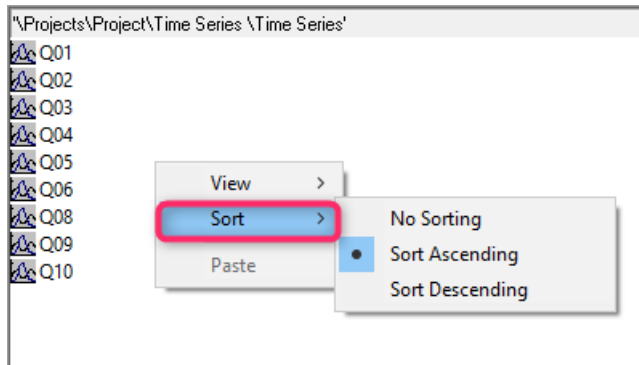 '\Projects\Project\Time Series \Time Series'
Q01
Q02
Q03
Q04
Q05
Q06
Q08
Q09
Q10
View >
Sort >
Paste
No Sorting
Sort Ascending
Sort Descending